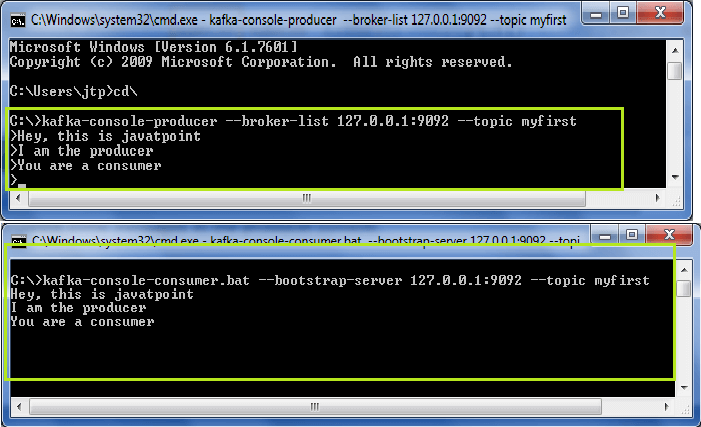 C:\Windows\system32\cmd.exe - kafka-console-producer --broker-list 127.0.0.1:9092 --topic myfirst
Microsoft Windows [Version 6.1.7601]
Copyright (c) 2009 Microsoft Corporation.  All rights reserved.
C:\Users\jtp>cd\
C:\>kafka-console-producer --broker-list 127.0.0.1:9092 --topic myfirst
>Hey, this is javatpoint
>I am the producer
>You are a consumer
>_
C:\Windows\system32\cmd.exe - kafka-console-consumer.bat --bootstrap-server 127.0.0.1:9092 --topi
C:\>kafka-console-consumer.bat --bootstrap-server 127.0.0.1:9092 --topic myfirst
Hey, this is javatpoint
I am the producer
You are a consumer